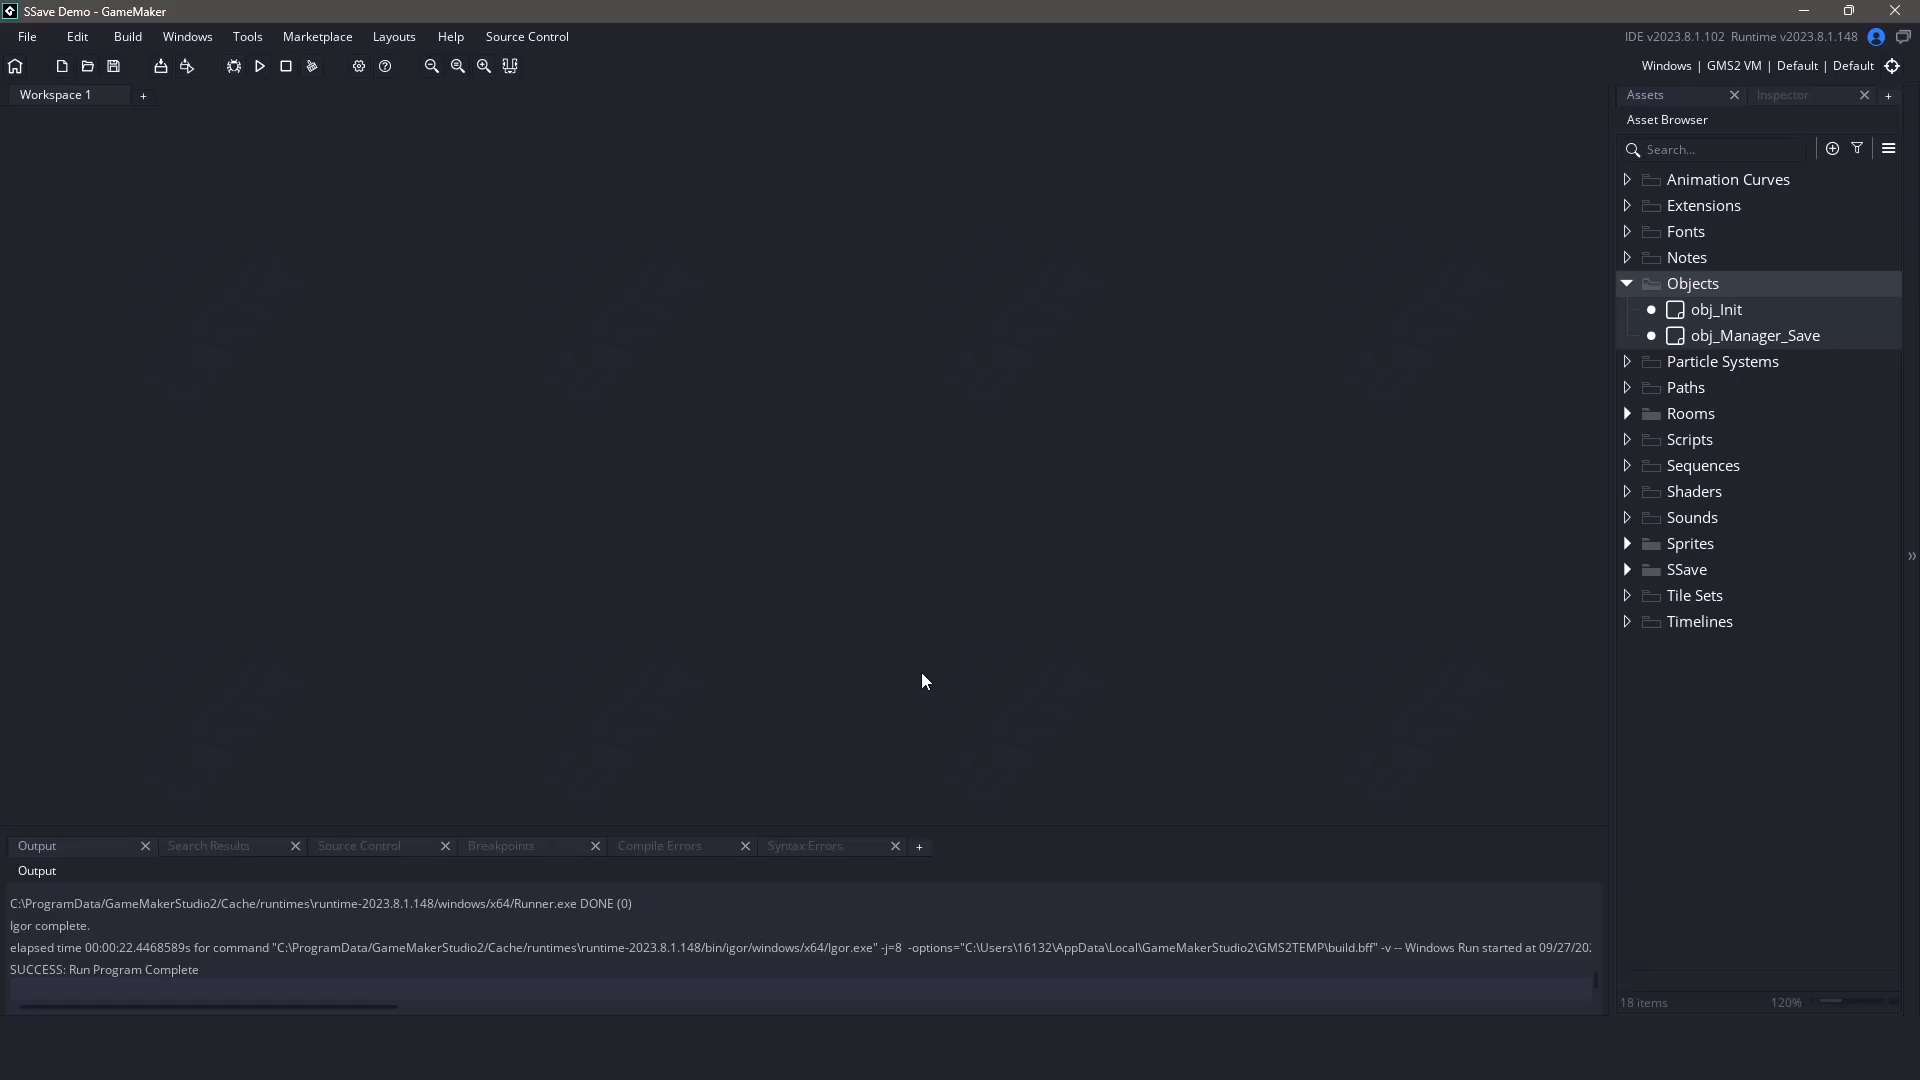 SSave Demo - GameMaker
File Edit Build Windows Tools Marketplace Layouts Help Source Control
IDE v2023.8.1.102 Runtime v2023.8.1.148
Windows | GMS2 VM | Default | Default
Workspace 1 +
Assets Inspector +
Asset Browser
Search...
Animation Curves
Extensions
Fonts
Notes
Objects
obj_Init
obj_Manager_Save
Particle Systems
Paths
Rooms
Scripts
Sequences
Shaders
Sounds
Sprites
SSave
Tile Sets
Timelines
18 items 120%
Output Search Results Source Control Breakpoints Compile Errors Syntax Errors +
Output
C:\ProgramData/GameMakerStudio2/Cache/runtimes\runtime-2023.8.1.148/windows/x64/Runner.exe DONE (0)
Igor complete.
elapsed time 00:00:22.4468589s for command "C:\ProgramData/GameMakerStudio2/Cache/runtimes\runtime-2023.8.1.148/bin/igor/windows/x64/Igor.exe" -j=8 -options="C:\Users\16132\AppData\Local\GameMakerStudio2\GMS2TEMP\build.bff" -v -- Windows Run started at 09/27/202
SUCCESS: Run Program Complete